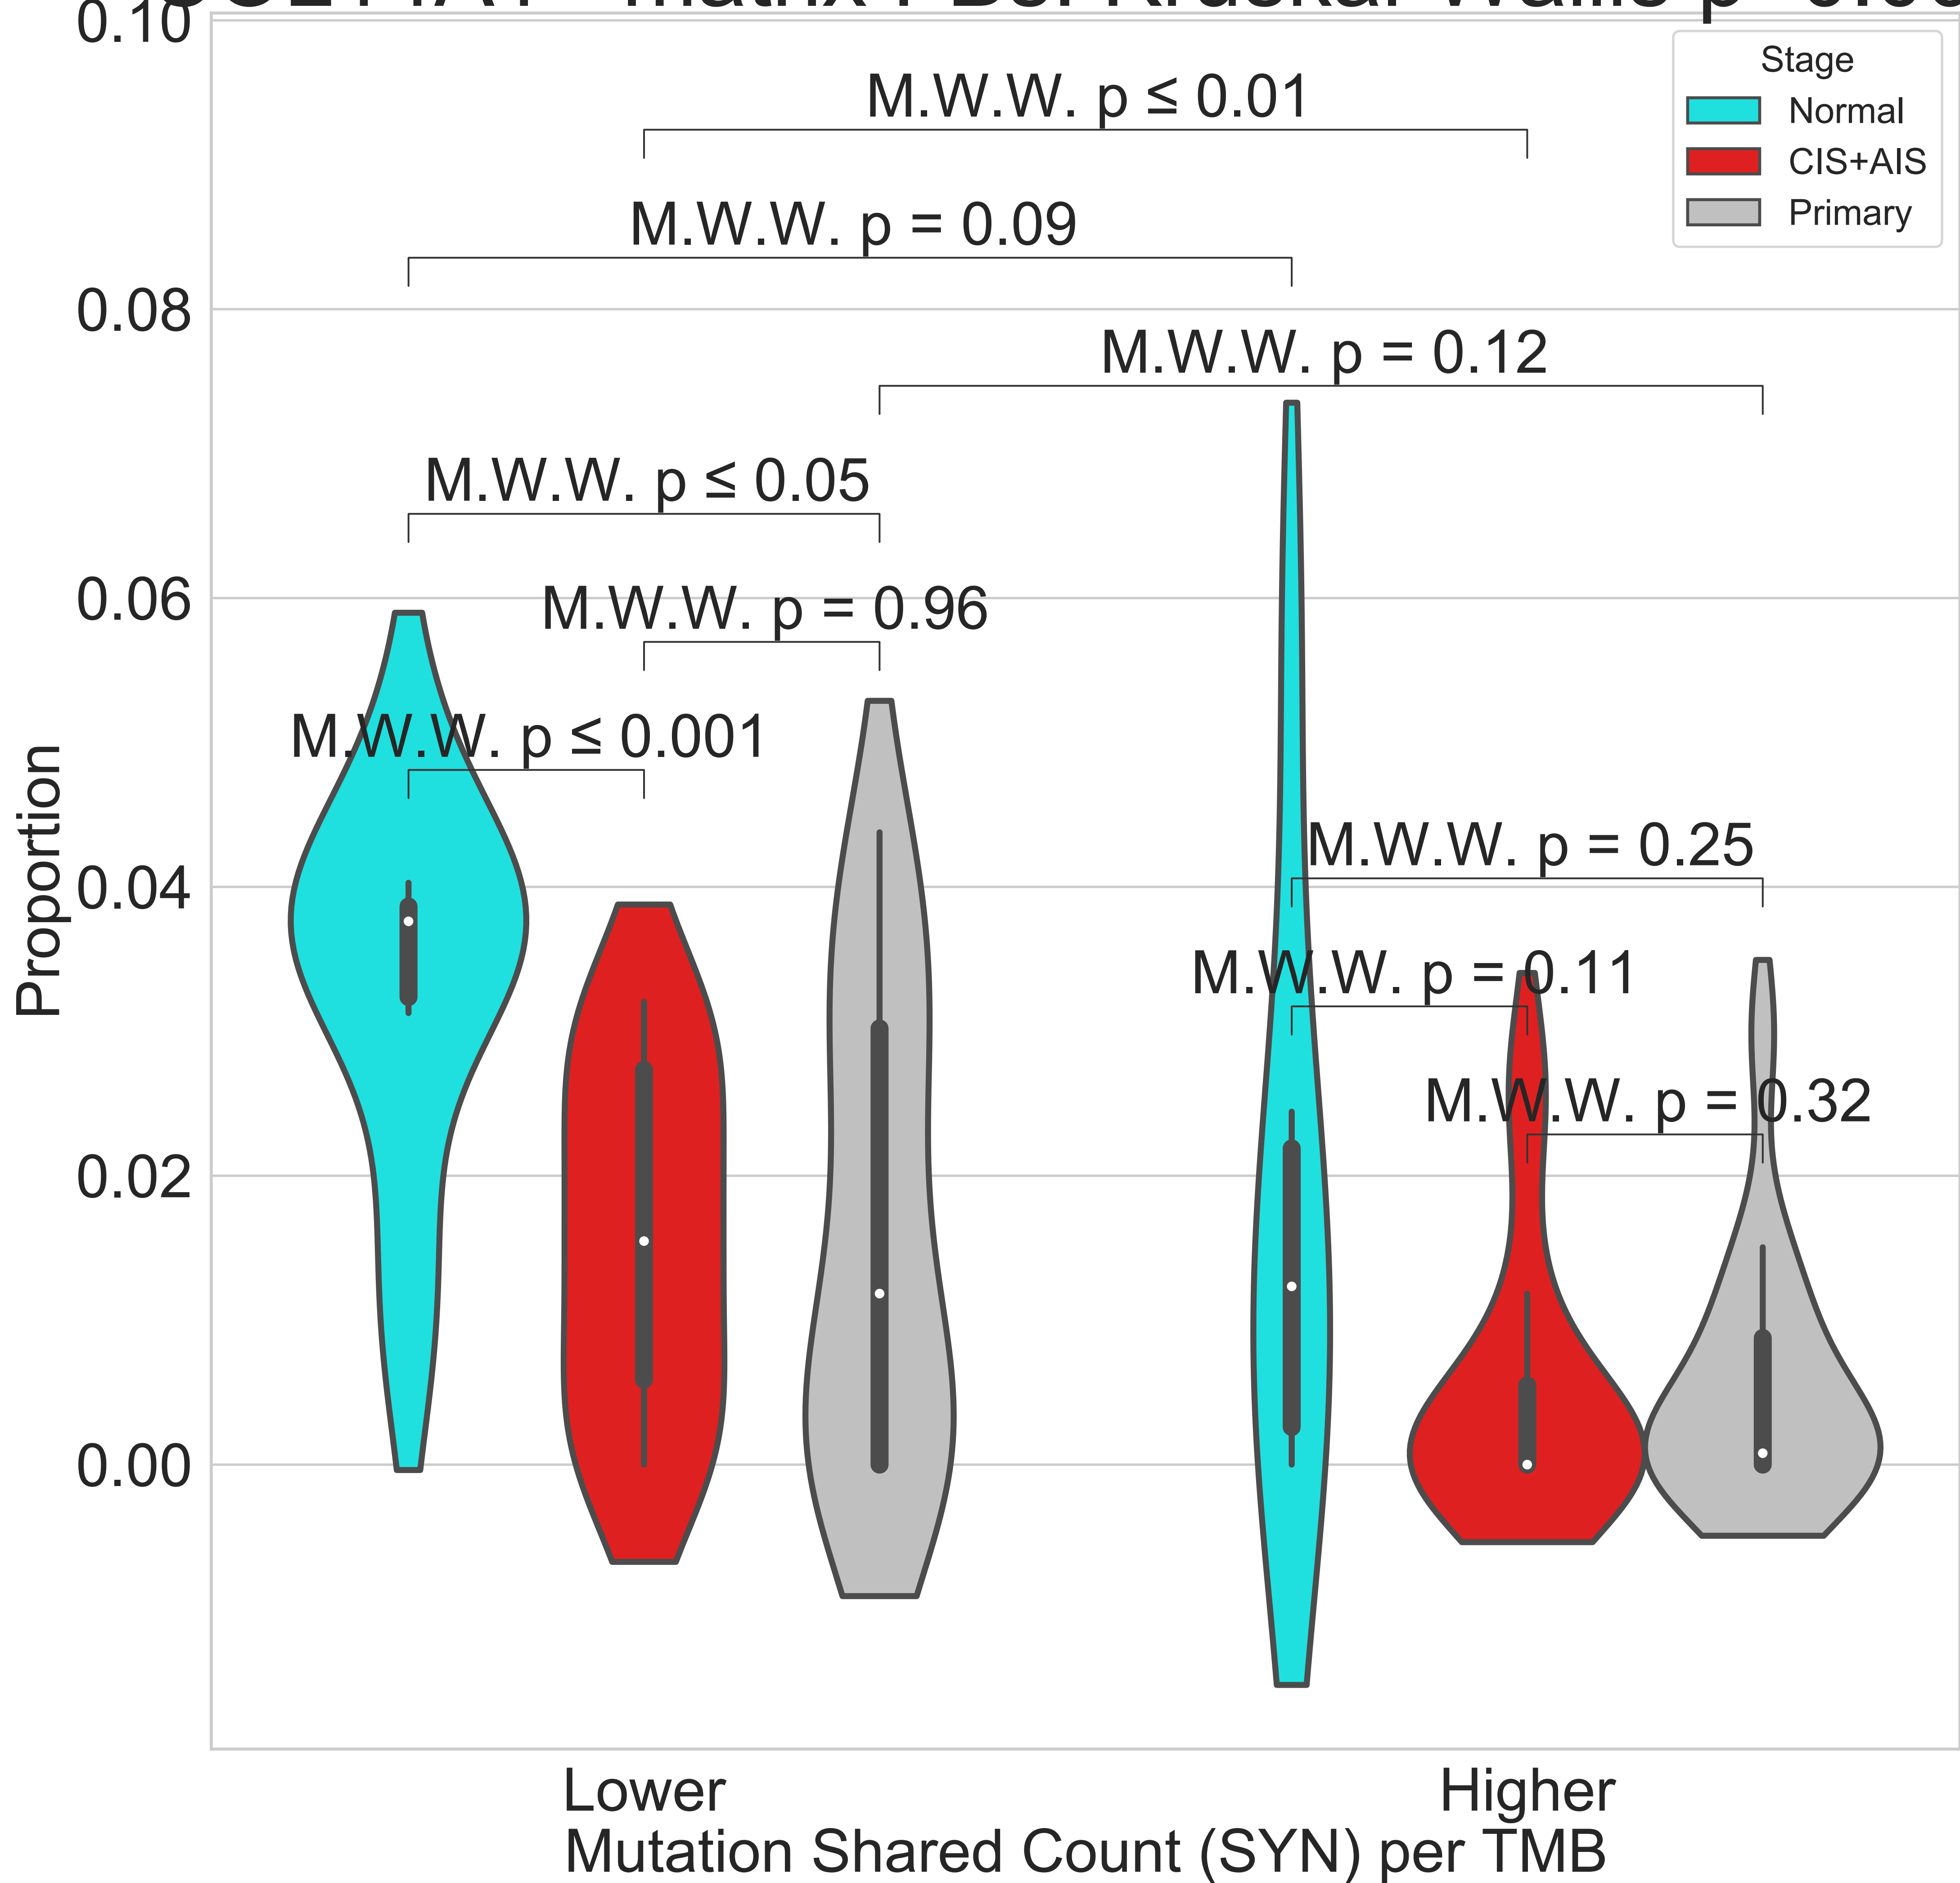 0.10
0.08
0.06
0.04
0.02
0.00
Proportion
Stage
Normal
CIS+AIS
Primary
M.W.W. p ≤ 0.01
M.W.W. p = 0.09
M.W.W. p = 0.12
M.W.W. p ≤ 0.05
M.W.W. p = 0.96
M.W.W. p ≤ 0.001
M.W.W. p = 0.25
M.W.W. p = 0.11
M.W.W. p = 0.32
Lower
Higher
Mutation Shared Count (SYN) per TMB